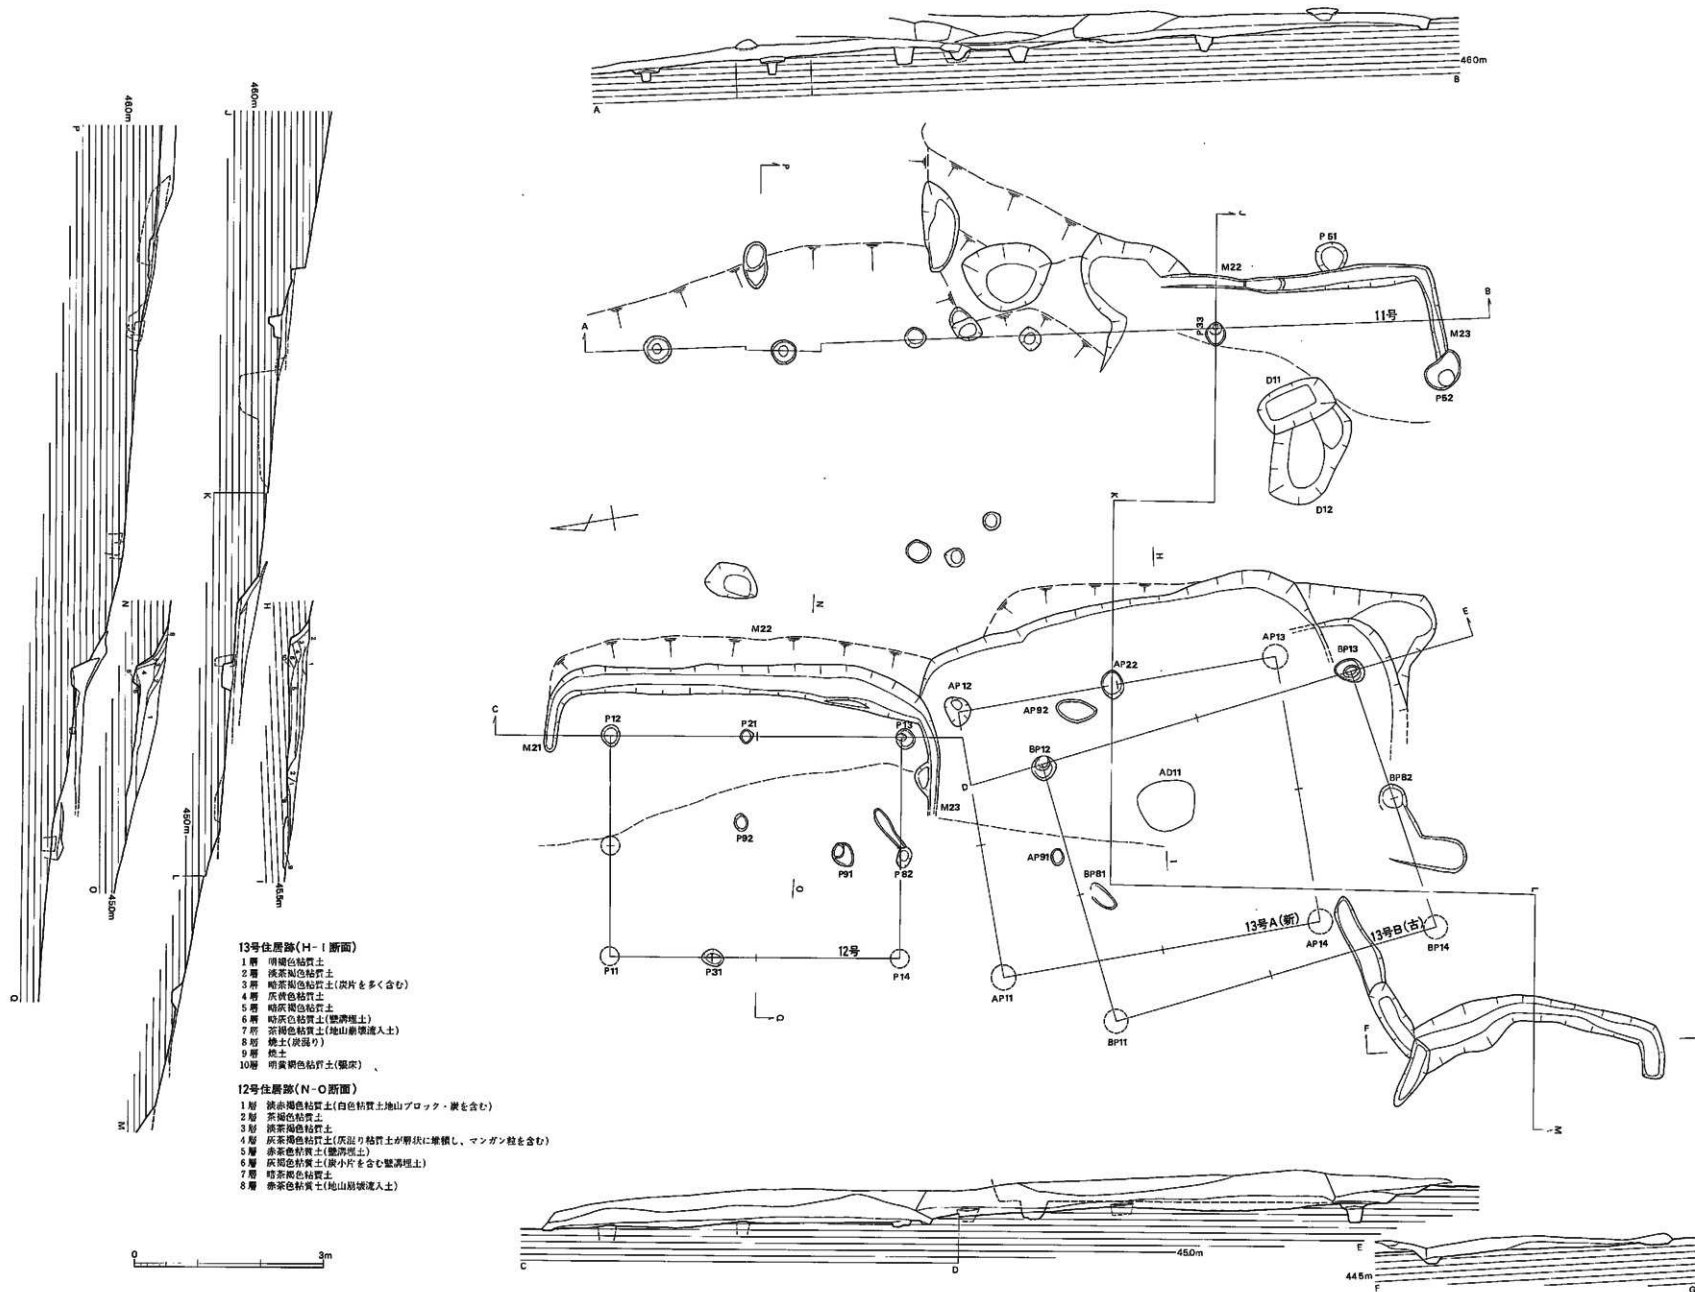 460m
A
B
460m
P
460m
J
P
J
P51
M22
B
A
11号
P33
M23
D11
P52
K
K
D12
H
N
N
H
M22
E
AP13
BP13
AP22
AP12
AP92
C
P12
P21
P13
M21
BP12
D
AD11
BP82
M23
P92
AP91
P91
P82
BP81
I
L
450m
L
O
O
450m
I
455m
13号A(新)
13号B(古)
AP14
BP14
12号
P11
P31
P14
AP11
Q
Q
BP11
F
M
M
13号住居跡(H-I断面)
1層 明褐色粘質土
2層 淡茶褐色粘質土
3層 暗茶褐色粘質土(炭片を多く含む)
4層 灰黄色粘質土
5層 暗灰褐色粘質土
6層 暗灰色粘質土(壁溝埋土)
7層 茶褐色粘質土(地山崩壊流入土)
8層 焼土(炭混り)
9層 焼土
10層 明黄褐色粘質土(張床)
12号住居跡(N-O断面)
1層 淡赤褐色粘質土(白色粘質土地山ブロック・炭を含む)
2層 茶褐色粘質土
3層 淡茶褐色粘質土
4層 灰茶褐色粘質土(灰混り粘質土が層状に堆積し、マンガン粒を含む)
5層 赤茶色粘質土(壁溝埋土)
6層 灰褐色粘質土(炭小片を含む壁溝埋土)
7層 暗茶褐色粘質土
8層 赤茶色粘質土(地山崩壊流入土)
0 3m
C
D
450m
E
445m
F
G